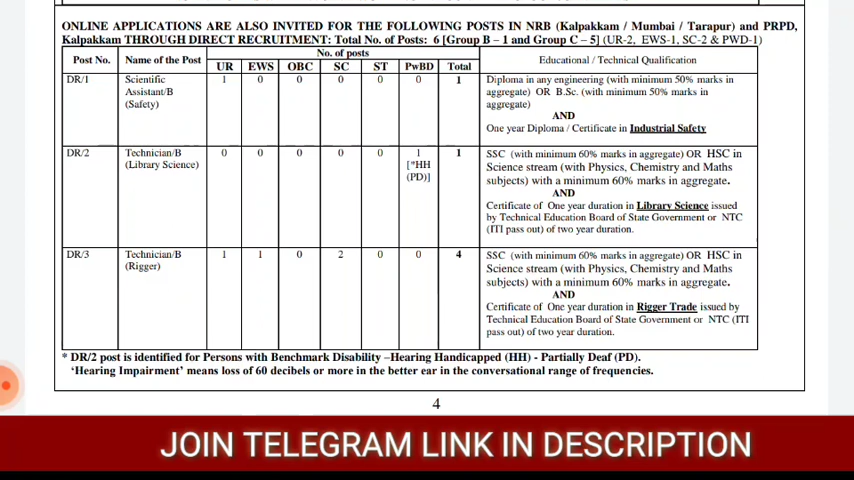 ONLINE APPLICATIONS ARE ALSO INVITED FOR THE FOLLOWING POSTS IN NRB (Kalpakkam / Mumbai / Tarapur) and PRPD,
Kalpakkam THROUGH DIRECT RECRUITMENT: Total No. of Posts: 6 [Group B – 1 and Group C – 5] (UR-2, EWS-1, SC-2 & PWD-1)
Post No. Name of the Post No. of posts Educational / Technical Qualification
UR EWS OBC SC ST PwBD Total
DR/1 Scientific 1 0 0 0 0 0 1 Diploma in any engineering (with minimum 50% marks in
Assistant/B aggregate) OR B.Sc. (with minimum 50% marks in
(Safety) aggregate)
AND
One year Diploma / Certificate in Industrial Safety
DR/2 Technician/B 0 0 0 0 0 1 1 SSC (with minimum 60% marks in aggregate) OR HSC in
(Library Science) [*HH Science stream (with Physics, Chemistry and Maths
(PD)] subjects) with a minimum 60% marks in aggregate.
AND
Certificate of One year duration in Library Science issued
by Technical Education Board of State Government or NTC
(ITI pass out) of two year duration.
DR/3 Technician/B 1 1 0 2 0 0 4 SSC (with minimum 60% marks in aggregate) OR HSC in
(Rigger) Science stream (with Physics, Chemistry and Maths
subjects) with a minimum 60% marks in aggregate.
AND
Certificate of One year duration in Rigger Trade issued by
Technical Education Board of State Government or NTC (ITI
pass out) of two year duration.
* DR/2 post is identified for Persons with Benchmark Disability –Hearing Handicapped (HH) - Partially Deaf (PD).
‘Hearing Impairment’ means loss of 60 decibels or more in the better ear in the conversational range of frequencies.
4
JOIN TELEGRAM LINK IN DESCRIPTION